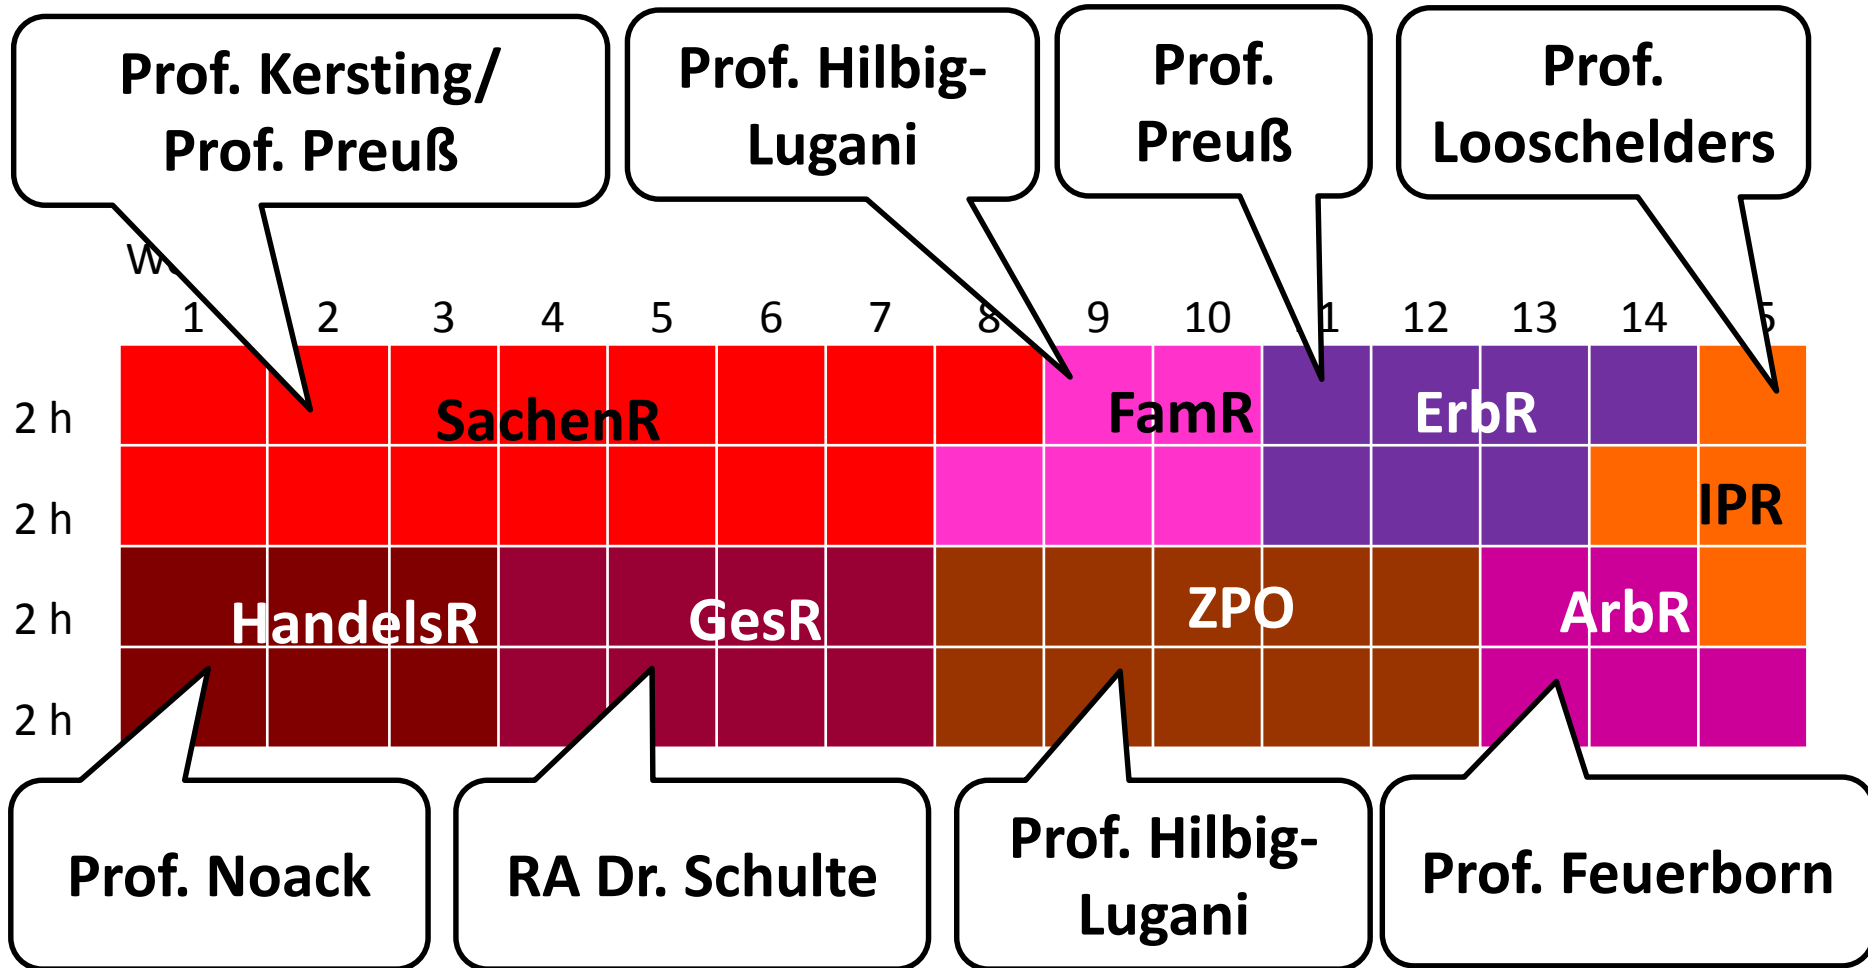 Prof. Kersting/
Prof. Preuß
Prof. Hilbig-
Lugani
Prof.
Preuß
Prof.
Looschelders
1 2 3 4 5 6 7 8 9 10 12 13 14
2 h SachenR FamR ErbR
2 h IPR
2 h HandelsR GesR ZPO ArbR
2 h
Prof. Noack
RA Dr. Schulte
Prof. Hilbig-
Lugani
Prof. Feuerborn